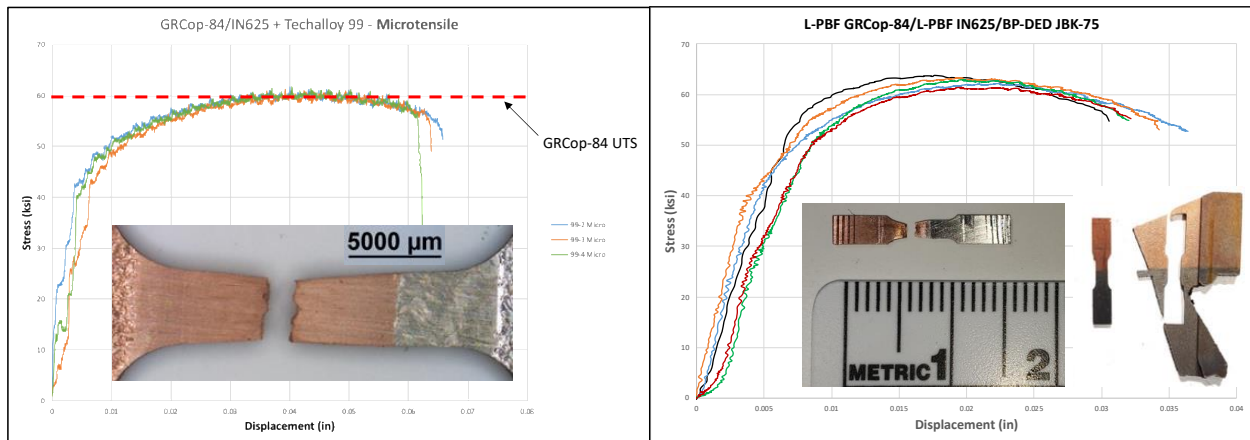 GRCop-84/IN625 + Techalloy 99 - Microtensile
Stress (ksi)
70
60
50
40
30
20
10
0
0
0.01
0.02
0.03
0.04
0.05
0.06
0.07
0.08
Displacement (in)
GRCop-84 UTS
99-2 Micro
99-3 Micro
99-4 Micro
5000 µm
L-PBF GRCop-84/L-PBF IN625/BP-DED JBK-75
Stress (ksi)
70
60
50
40
30
20
10
0
0
0.005
0.01
0.015
0.02
0.025
0.03
0.035
0.04
Displacement (in)
METRIC 1 2